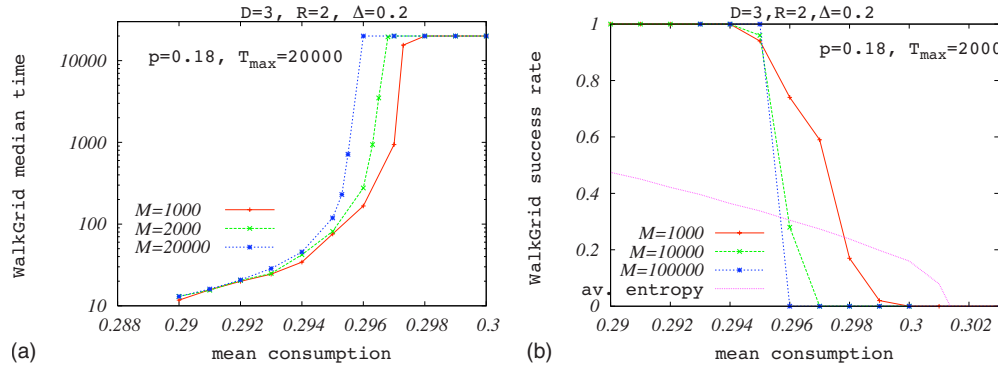 D=3, R=2, Δ=0.2
p=0.18, T_max=20000
WalkGrid median time
10000
1000
100
10
M=1000
M=2000
M=20000
0.288 0.29 0.292 0.294 0.296 0.298 0.3
mean consumption
(a)
D=3,R=2,Δ=0.2
p=0.18, T_max=2000
WalkGrid success rate
1
0.8
0.6
0.4
0.2
0
M=1000
M=10000
M=100000
av. entropy
0.29 0.292 0.294 0.296 0.298 0.3 0.302
mean consumption
(b)